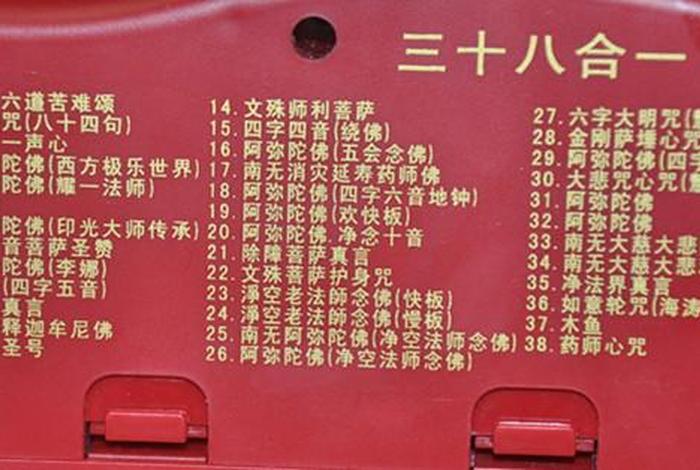 三十八合一
六道苦难颂
咒(八十四句)
一声心
陀佛(西方极乐世界)
陀佛(耀一法师)
陀佛(印光大师传承)
音菩萨圣赞
陀佛(李娜)
(四字五音)
真言
释迦牟尼佛
圣号
14.文殊师利菩萨
15.四字四音(绕佛)
16.阿弥陀佛(五会念佛)
17.南无消灾延寿药师佛
18.阿弥陀佛(四字六音地钟)
19.阿弥陀佛(欢快板)
20.阿弥陀佛.净念十音
21.除障菩萨真言
22.文殊菩萨护身咒
23.淨空老法師念佛(快板)
24.淨空老法師念佛(慢板)
25.南无阿弥陀佛(净空法师念佛)
26.阿弥陀佛(净空法师念佛)
27.六字大明咒(
28.金刚萨埵心咒
29.阿弥陀佛(四
30.大悲咒心咒(
31.阿弥陀佛
32.阿弥陀佛
33.南无大慈大悲
34.南无大慈大悲
35.净法界真言
36.如意轮咒(海
37.木鱼
38.药师心咒